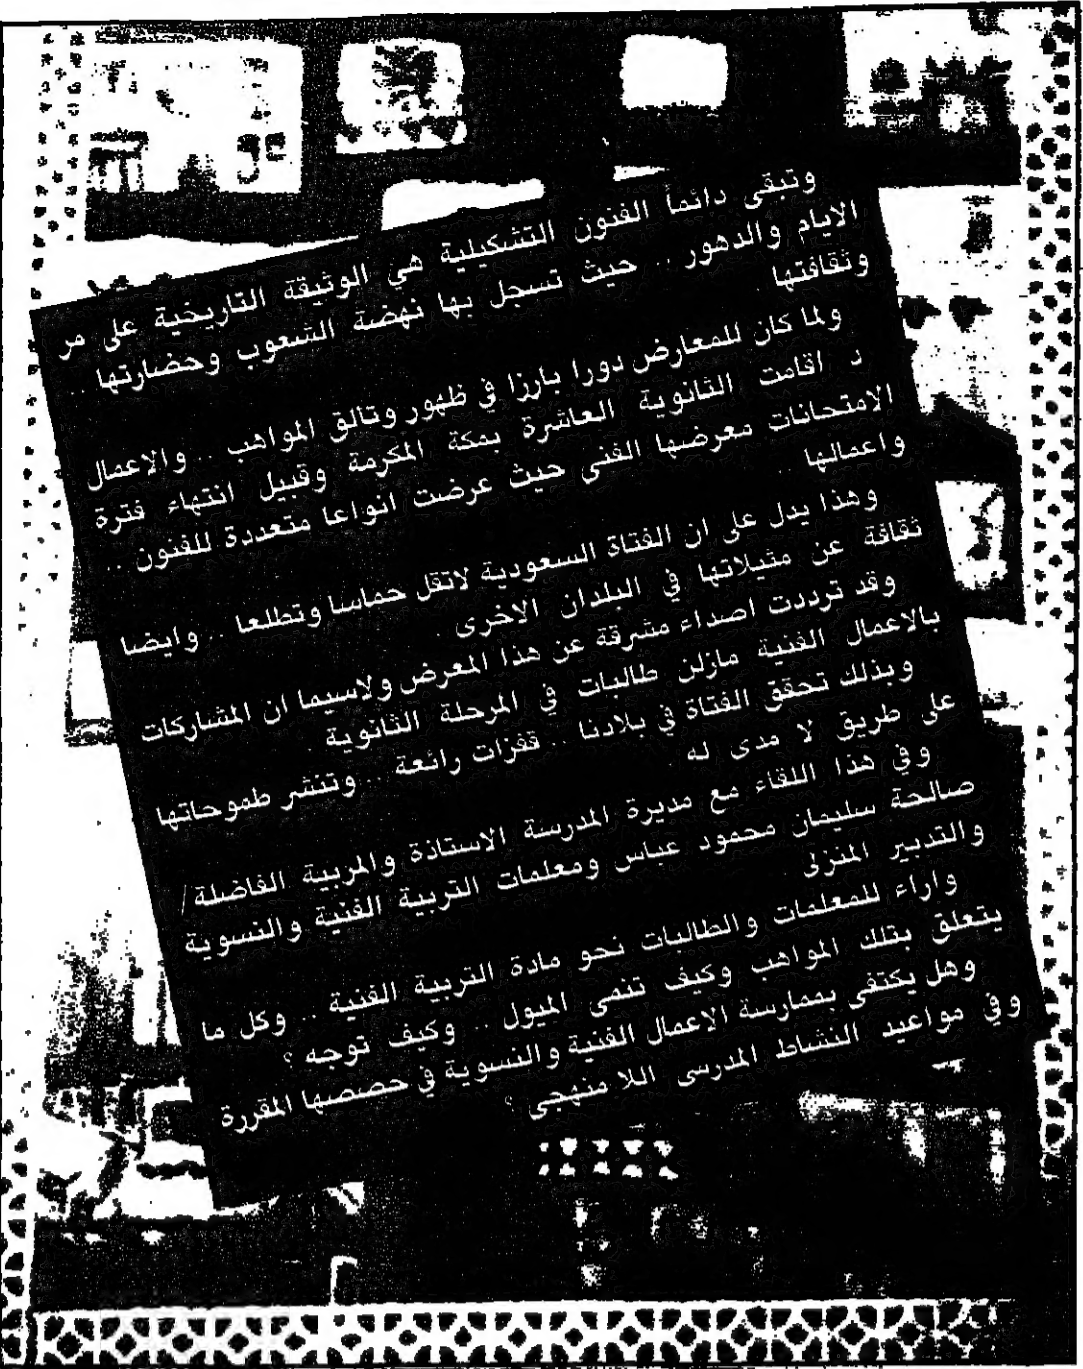 وتبقى دائماً الفنون التشكيلية هي الوثيقة التاريخية على مر
الايام والدهور .. حيث تسجل بها نهضة الشعوب وحضارتها ..
وثقافتها .
ولما كان للمعارض دورا بارزا في ظهور وتالق المواهب .. والاعمال
د اقامت الثانوية العاشرة بمكة المكرمة وقبيل انتهاء فترة
الامتحانات معرضها الفنى حيث عرضت انواعا متعددة للفنون ..
واعمالها ..
وهذا يدل على ان الفتاة السعودية لاتقل حماسا وتطلعا .. وايضا
ثقافة عن مثيلاتها في البلدان الاخرى .
وقد ترددت اصداء مشرقة عن هذا المعرض ولاسيما ان المشاركات
بالاعمال الفنية مازلن طالبات في المرحلة الثانوية .
وبذلك تحقق الفتاة في بلادنا .. قفزات رائعة .. وتنشر طموحاتها
على طريق لا مدى له .
وفي هذا اللقاء مع مديرة المدرسة الاستاذة والمربية الفاضلة/
صالحة سليمان محمود عباس ومعلمات التربية الفنية والنسوية
والتدبير المنزلى .
واراء للمعلمات والطالبات نحو مادة التربية الفنية .. وكل ما
يتعلق بتلك المواهب وكيف تنمى الميول .. وكيف توجه ؟
وهل يكتفى بممارسة الاعمال الفنية والنسوية في حصصها المقررة
وفي مواعيد النشاط المدرسى اللا منهجى ؟